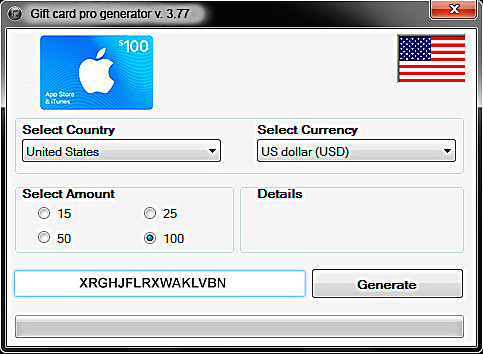 Gift card pro generator v. 3.77
$100
App Store
& iTunes
Select Country
United States
Select Currency
US dollar (USD)
Select Amount
15
25
50
100
Details
XRGHJFLRXWAKLVBN
Generate